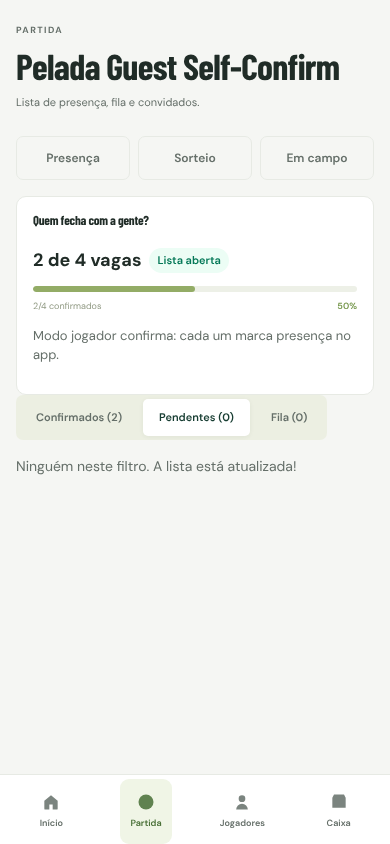 PARTIDA
Pelada Guest Self-Confirm
Lista de presença, fila e convidados.
Presença
Sorteio
Em campo
Quem fecha com a gente?
2 de 4 vagas
Lista aberta
2/4 confirmados
50%
Modo jogador confirma: cada um marca presença no
app.
Confirmados (2)
Pendentes (0)
Fila (0)
Ninguém neste filtro. A lista está atualizada!
Início
Partida
Jogadores
Caixa